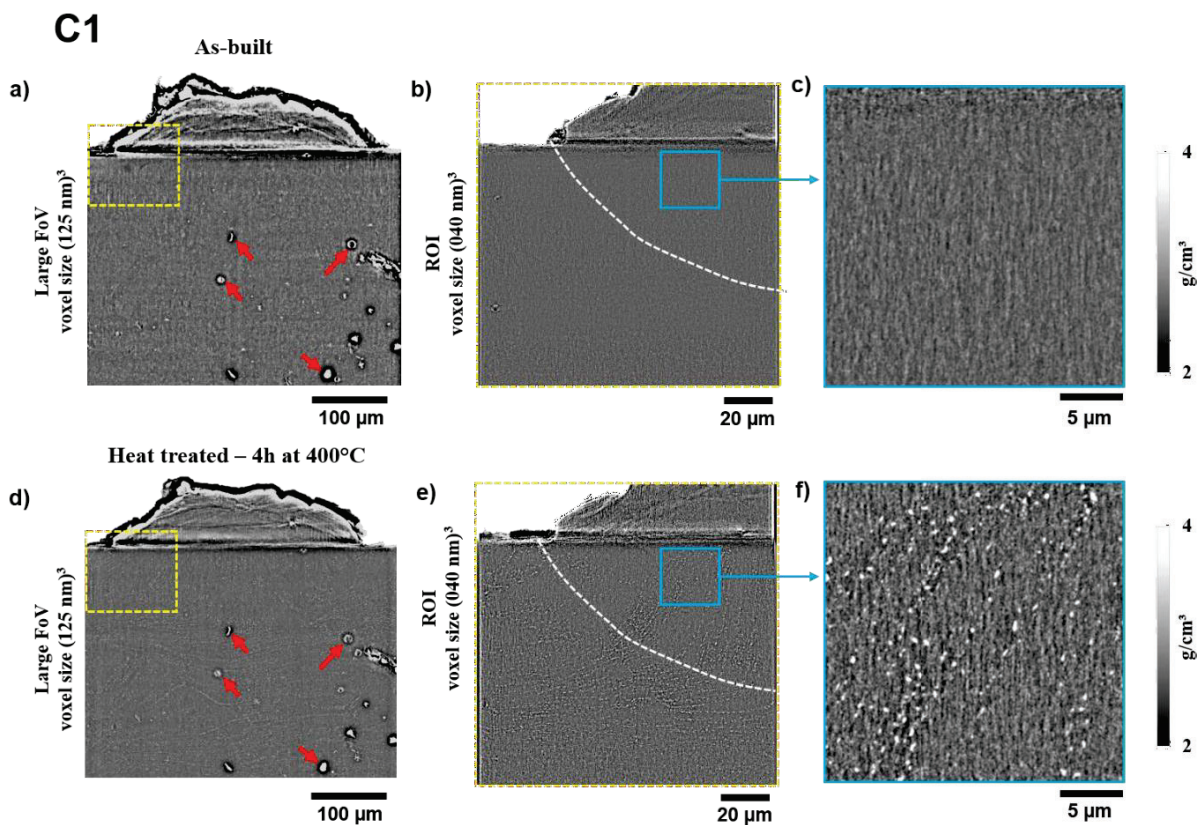 C1
As-built
a)
b)
c)
Large FoV
voxel size (125 nm)³
ROI
voxel size (040 nm)³
4
g/cm³
2
100 µm
20 µm
5 µm
Heat treated – 4h at 400°C
d)
e)
f)
Large FoV
voxel size (125 nm)³
ROI
voxel size (040 nm)³
4
g/cm³
2
100 µm
20 µm
5 µm